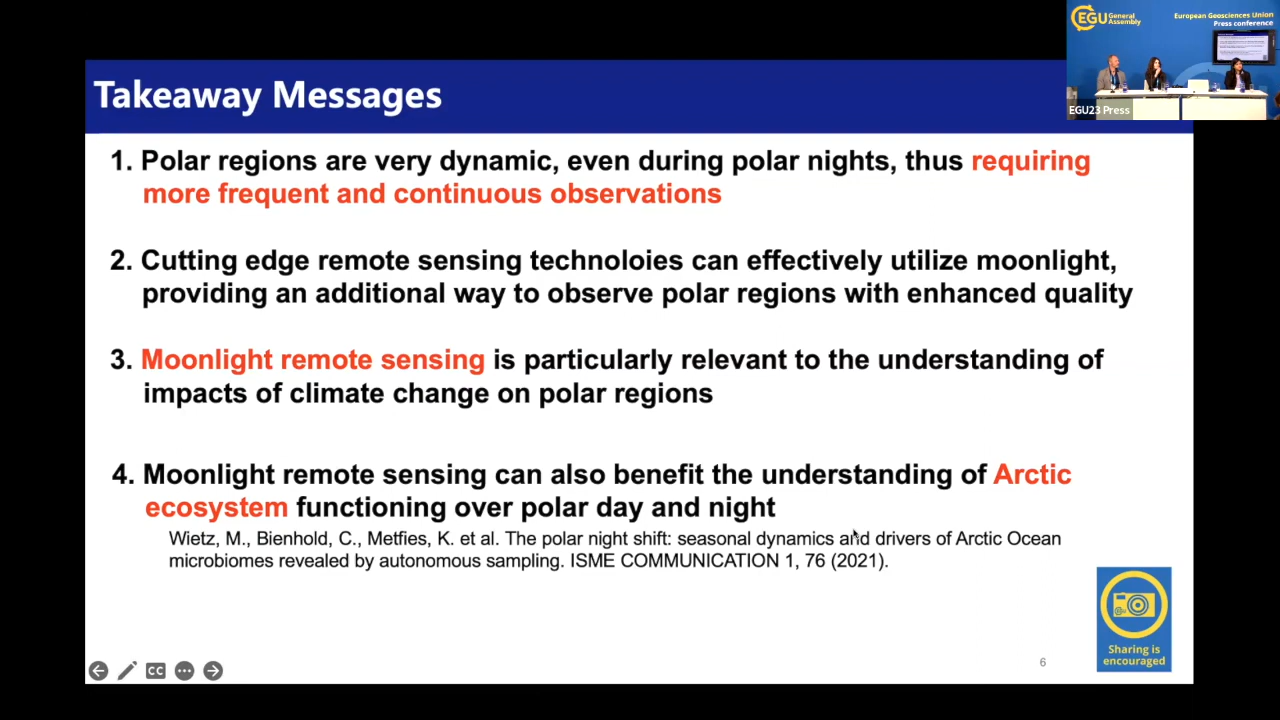 EGU General Assembly
European Geosciences Union
Press conference
EGU23 Press
Takeaway Messages
1. Polar regions are very dynamic, even during polar nights, thus requiring
more frequent and continuous observations
2. Cutting edge remote sensing technoloies can effectively utilize moonlight,
providing an additional way to observe polar regions with enhanced quality
3. Moonlight remote sensing is particularly relevant to the understanding of
impacts of climate change on polar regions
4. Moonlight remote sensing can also benefit the understanding of Arctic
ecosystem functioning over polar day and night
Wietz, M., Bienhold, C., Metfies, K. et al. The polar night shift: seasonal dynamics and drivers of Arctic Ocean
microbiomes revealed by autonomous sampling. ISME COMMUNICATION 1, 76 (2021).
Sharing is
encouraged
CC
6